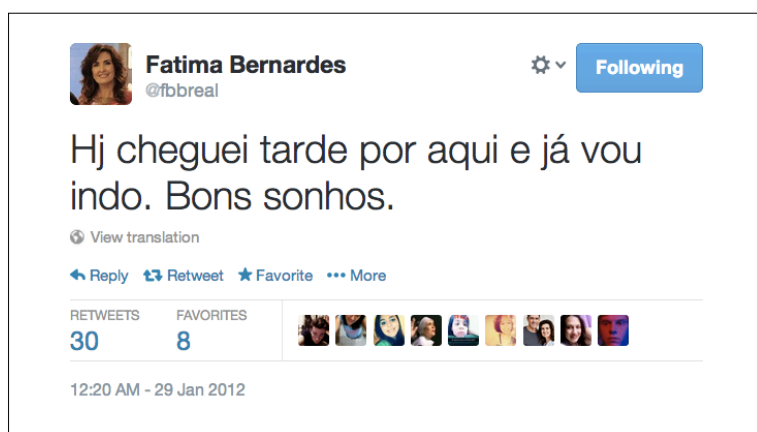 Fatima Bernardes
@fbbreal
Following
Hj cheguei tarde por aqui e já vou
indo. Bons sonhos.
View translation
Reply Retweet Favorite More
RETWEETS FAVORITES
30 8
12:20 AM - 29 Jan 2012